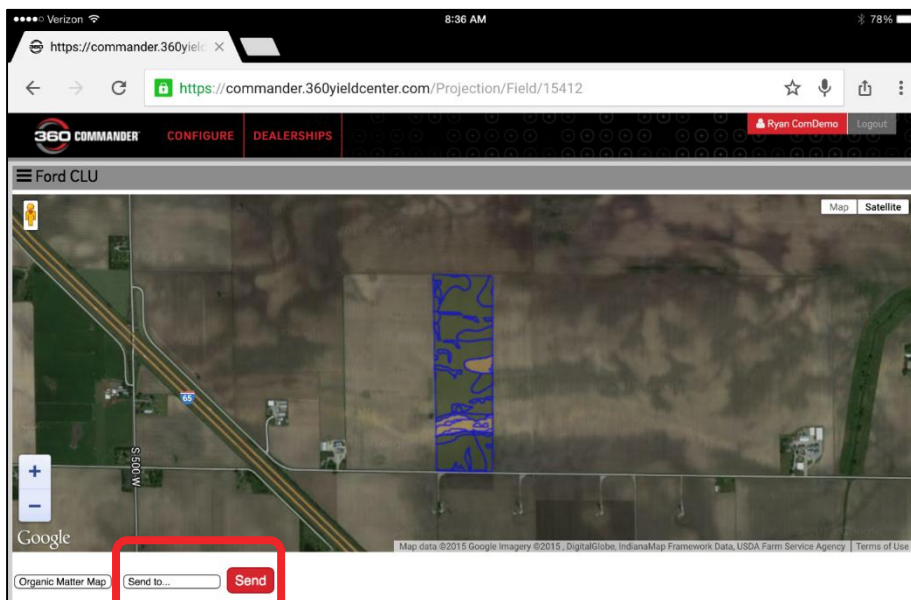 Verizon 8:36 AM 78%
https://commander.360yield
https://commander.360yieldcenter.com/Projection/Field/15412
360 COMMANDER CONFIGURE DEALERSHIPS Ryan ComDemo Logout
Ford CLU
Map Satellite
65
S 500 W
+
−
Google
Map data ©2015 Google Imagery ©2015 , DigitalGlobe, IndianaMap Framework Data, USDA Farm Service Agency Terms of Use
Organic Matter Map Send to... Send